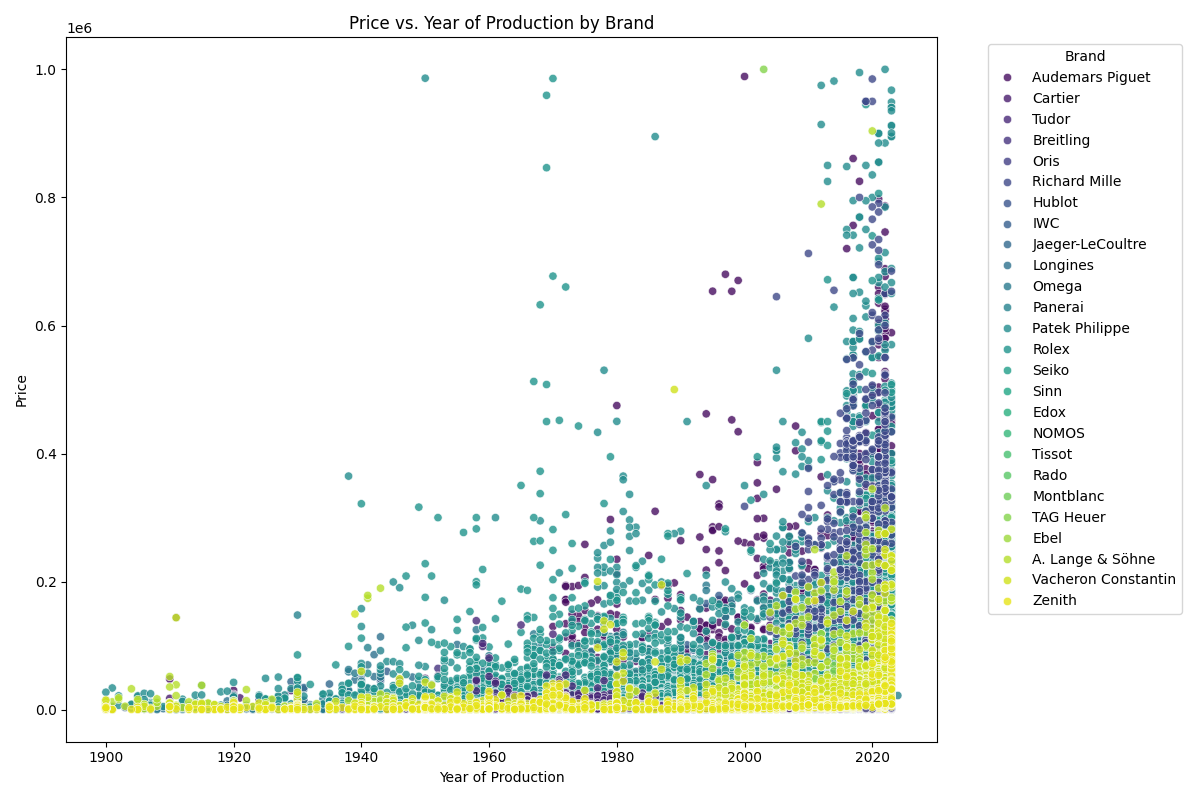 Price vs. Year of Production by Brand
1e6
1.0
0.8
0.6
0.4
0.2
0.0
Price
1900
1920
1940
1960
1980
2000
2020
Year of Production
Brand
Audemars Piguet
Cartier
Tudor
Breitling
Oris
Richard Mille
Hublot
IWC
Jaeger-LeCoultre
Longines
Omega
Panerai
Patek Philippe
Rolex
Seiko
Sinn
Edox
NOMOS
Tissot
Rado
Montblanc
TAG Heuer
Ebel
A. Lange & Söhne
Vacheron Constantin
Zenith